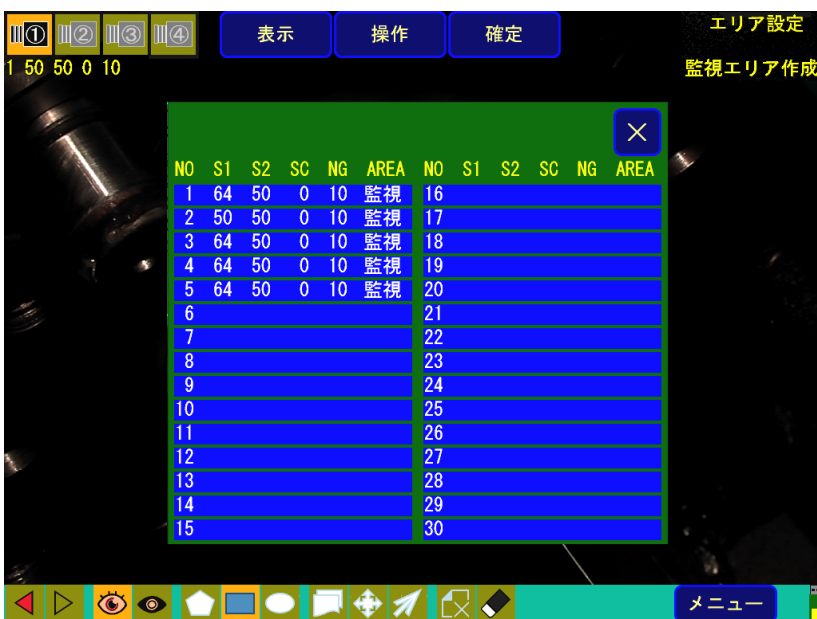 ① ② ③ ④ 表示 操作 確定 エリア設定
1 50 50 0 10 監視エリア作成
×
NO S1 S2 SC NG AREA NO S1 S2 SC NG AREA
1 64 50 0 10 監視 16
2 50 50 0 10 監視 17
3 64 50 0 10 監視 18
4 64 50 0 10 監視 19
5 64 50 0 10 監視 20
6 21
7 22
8 23
9 24
10 25
11 26
12 27
13 28
14 29
15 30
メニュー